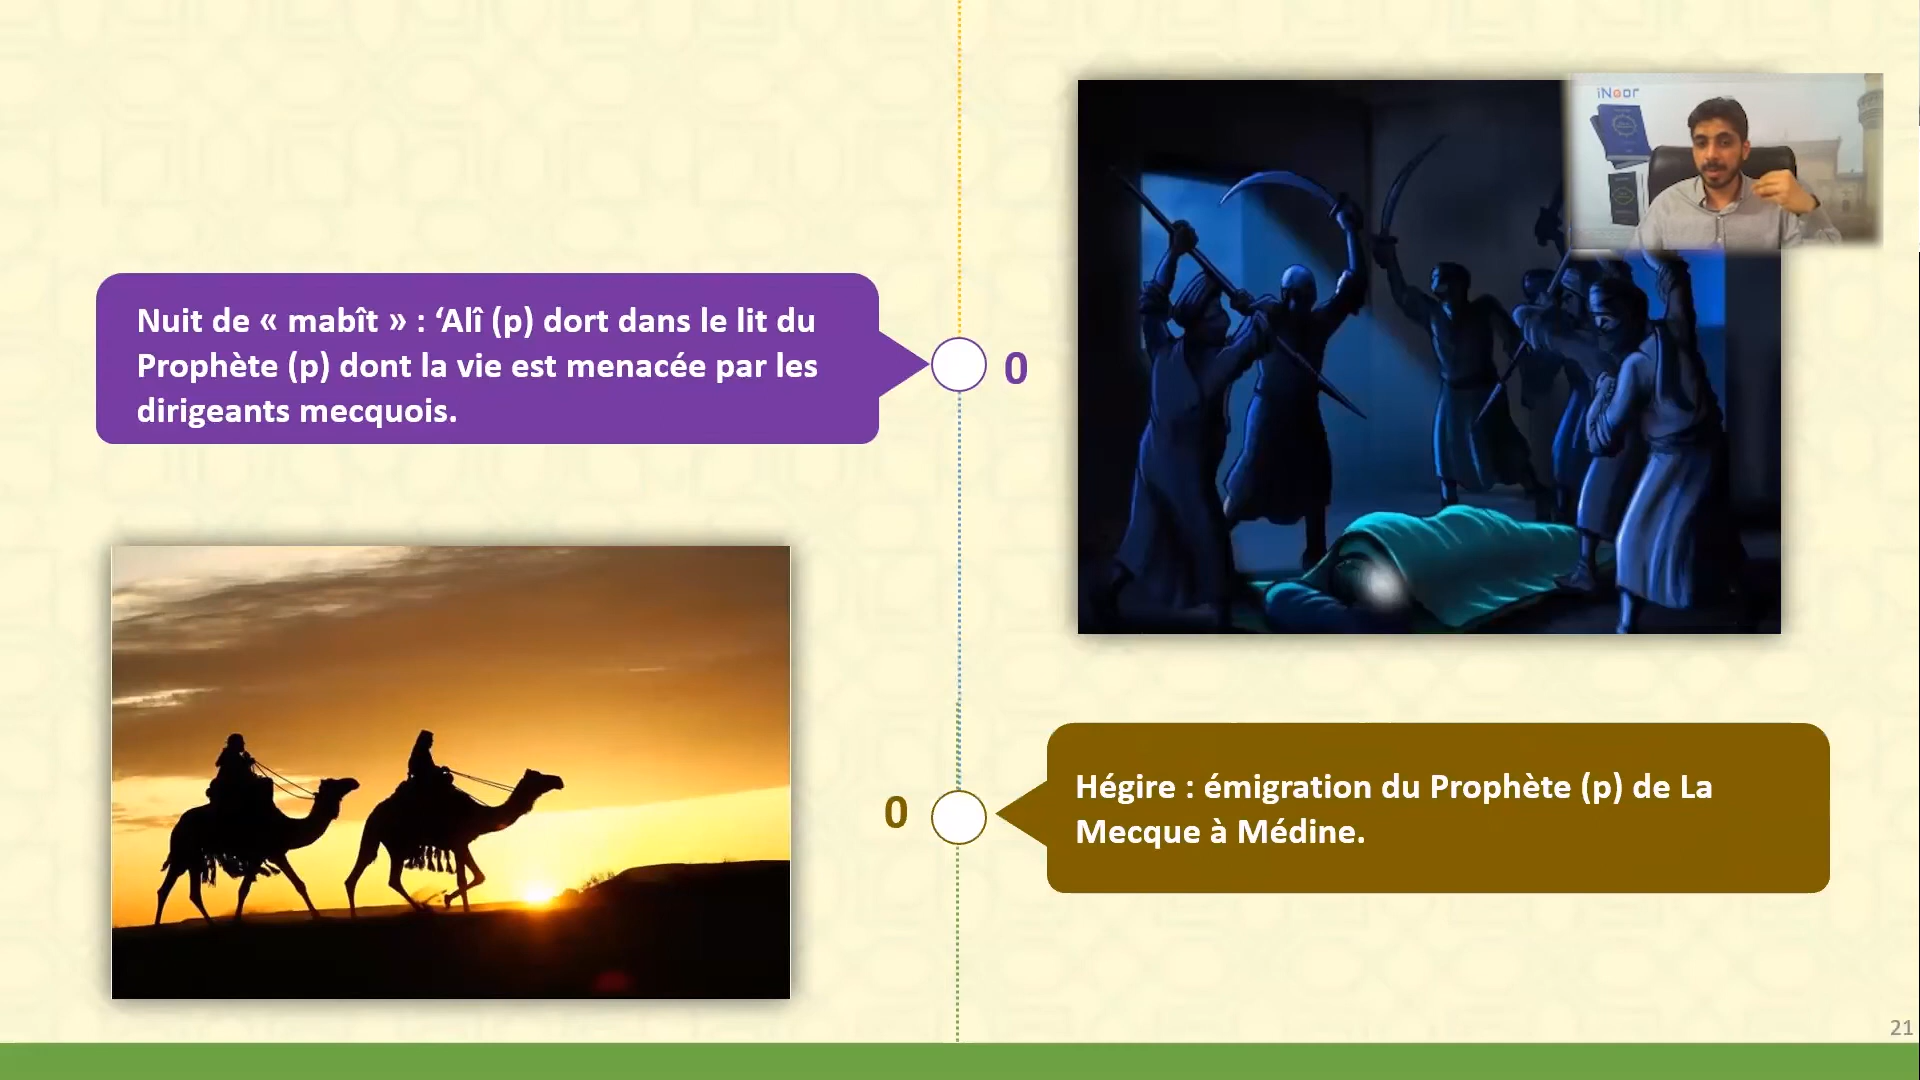 iNoor
Nuit de « mabît » : ‘Alî (p) dort dans le lit du
Prophète (p) dont la vie est menacée par les
dirigeants mecquois.
0
0
Hégire : émigration du Prophète (p) de La
Mecque à Médine.
21